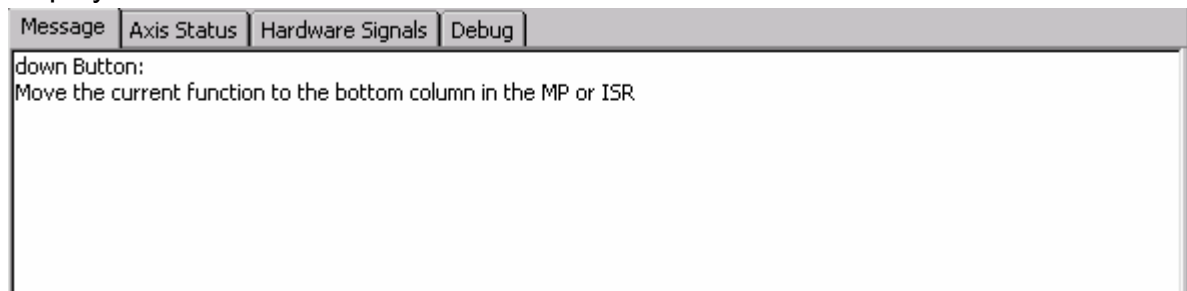 Message Axis Status Hardware Signals Debug
down Button:
Move the current function to the bottom column in the MP or ISR